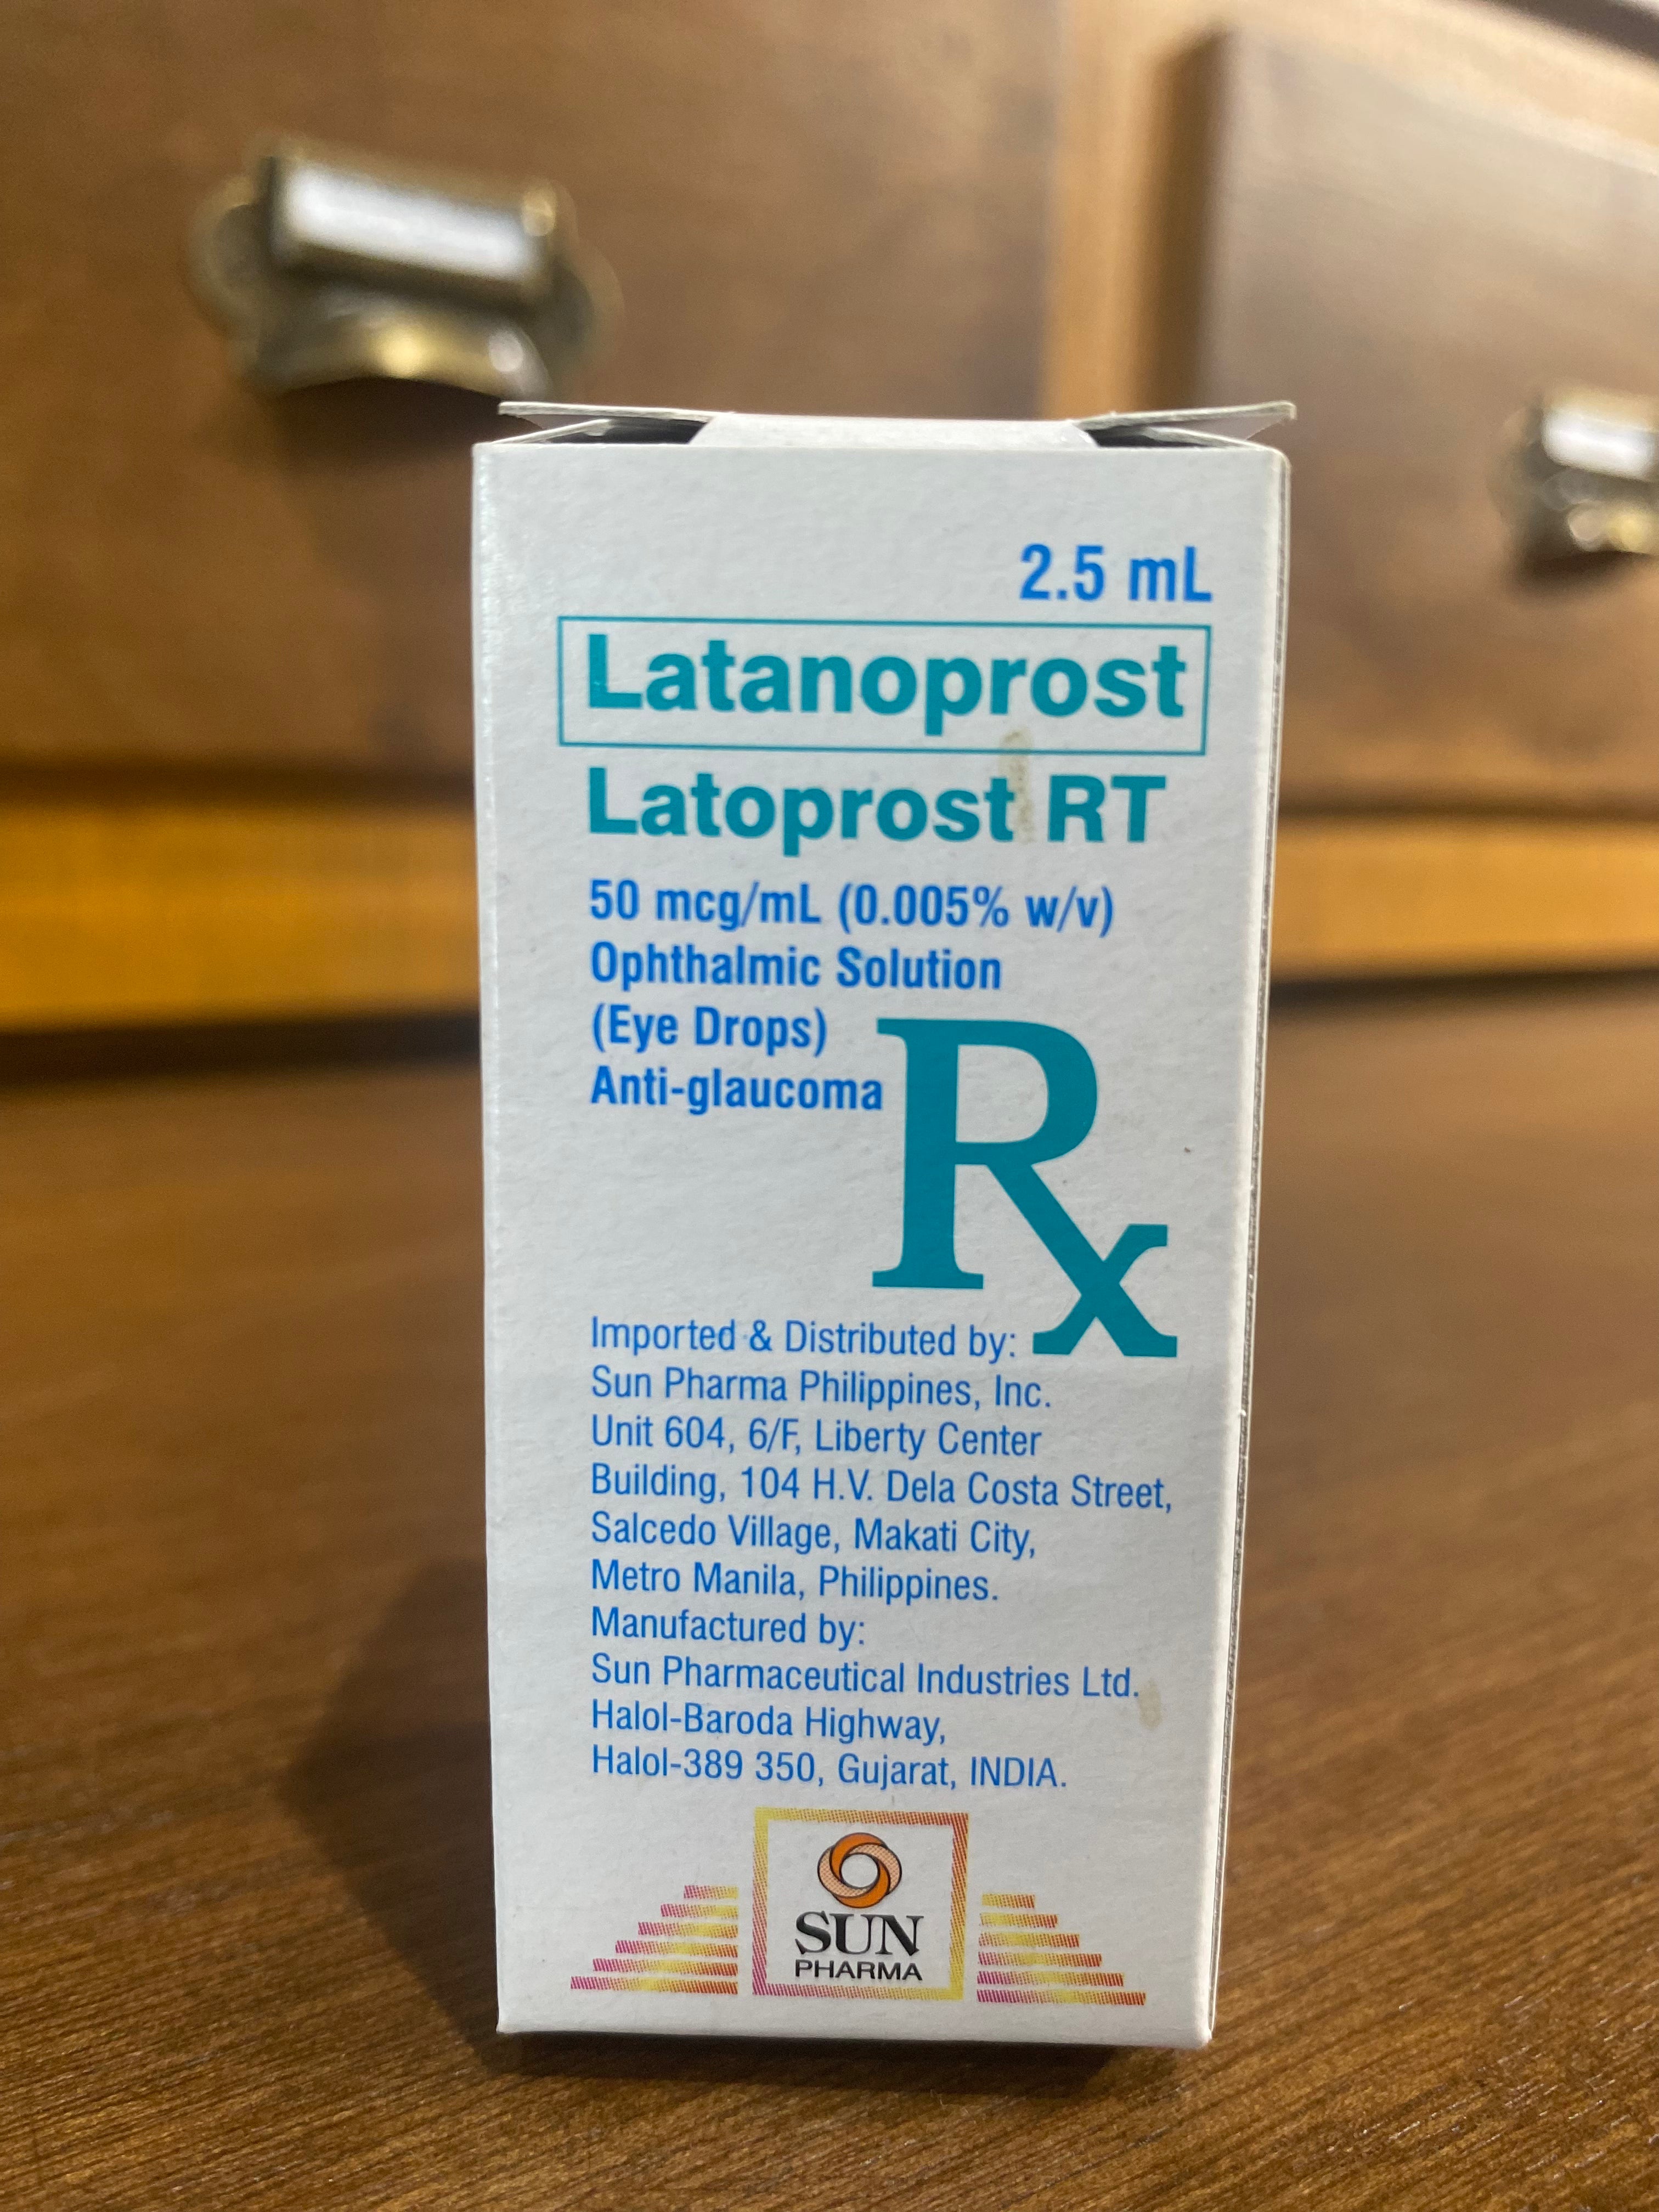 2.5 mL
Latanoprost
Latoprost RT
50 mcg/mL (0.005% w/v)
Ophthalmic Solution
(Eye Drops)
Anti-glaucoma
Rx
Imported & Distributed by:
Sun Pharma Philippines, Inc.
Unit 604, 6/F, Liberty Center
Building, 104 H.V. Dela Costa Street,
Salcedo Village, Makati City,
Metro Manila, Philippines.
Manufactured by:
Sun Pharmaceutical Industries Ltd.
Halol-Baroda Highway,
Halol-389 350, Gujarat, INDIA.
SUN
PHARMA